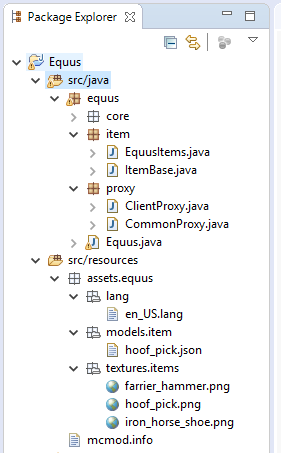 Package Explorer
Equus
src/java
equus
core
item
EquusItems.java
ItemBase.java
proxy
ClientProxy.java
CommonProxy.java
Equus.java
src/resources
assets.equus
lang
en_US.lang
models.item
hoof_pick.json
textures.items
farrier_hammer.png
hoof_pick.png
iron_horse_shoe.png
mcmod.info